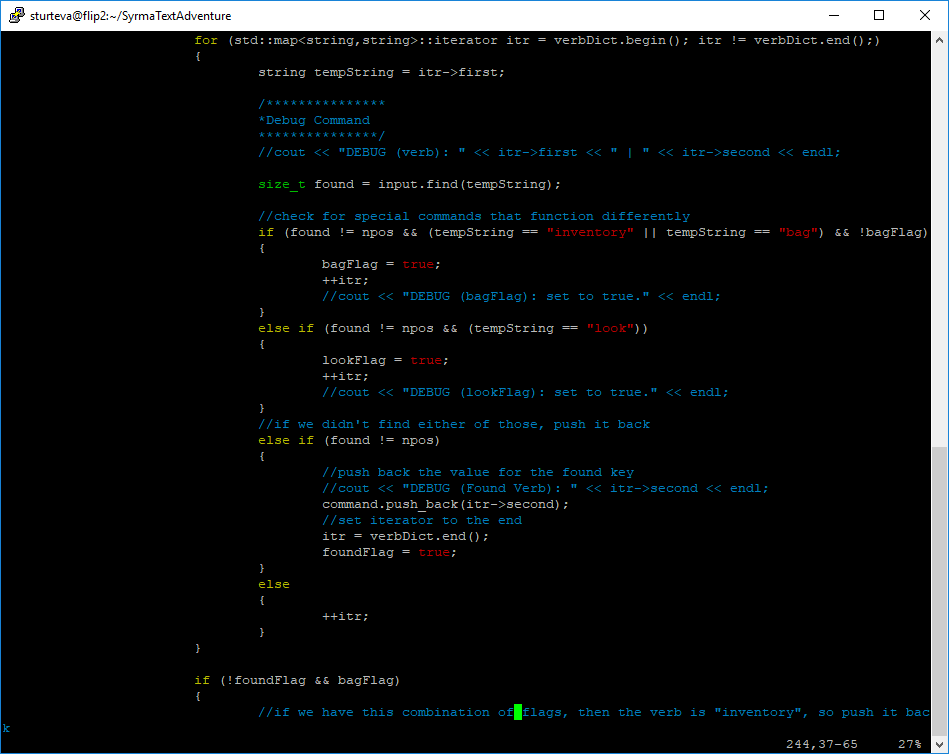 sturteva@flip2:~/SyrmaTextAdventure
for (std::map<string,string>::iterator itr = verbDict.begin(); itr != verbDict.end();)
{
string tempString = itr->first;
/***************
*Debug Command
***************/
//cout << "DEBUG (verb): " << itr->first << " | " << itr->second << endl;
size_t found = input.find(tempString);
//check for special commands that function differently
if (found != npos && (tempString == "inventory" || tempString == "bag") && !bagFlag)
{
bagFlag = true;
++itr;
//cout << "DEBUG (bagFlag): set to true." << endl;
}
else if (found != npos && (tempString == "look"))
{
lookFlag = true;
++itr;
//cout << "DEBUG (lookFlag): set to true." << endl;
}
//if we didn't find either of those, push it back
else if (found != npos)
{
//push back the value for the found key
//cout << "DEBUG (Found Verb): " << itr->second << endl;
command.push_back(itr->second);
//set iterator to the end
itr = verbDict.end();
foundFlag = true;
}
else
{
++itr;
}
}
if (!foundFlag && bagFlag)
{
//if we have this combination of flags, then the verb is "inventory", so push it bac
k
244,37-65 27%